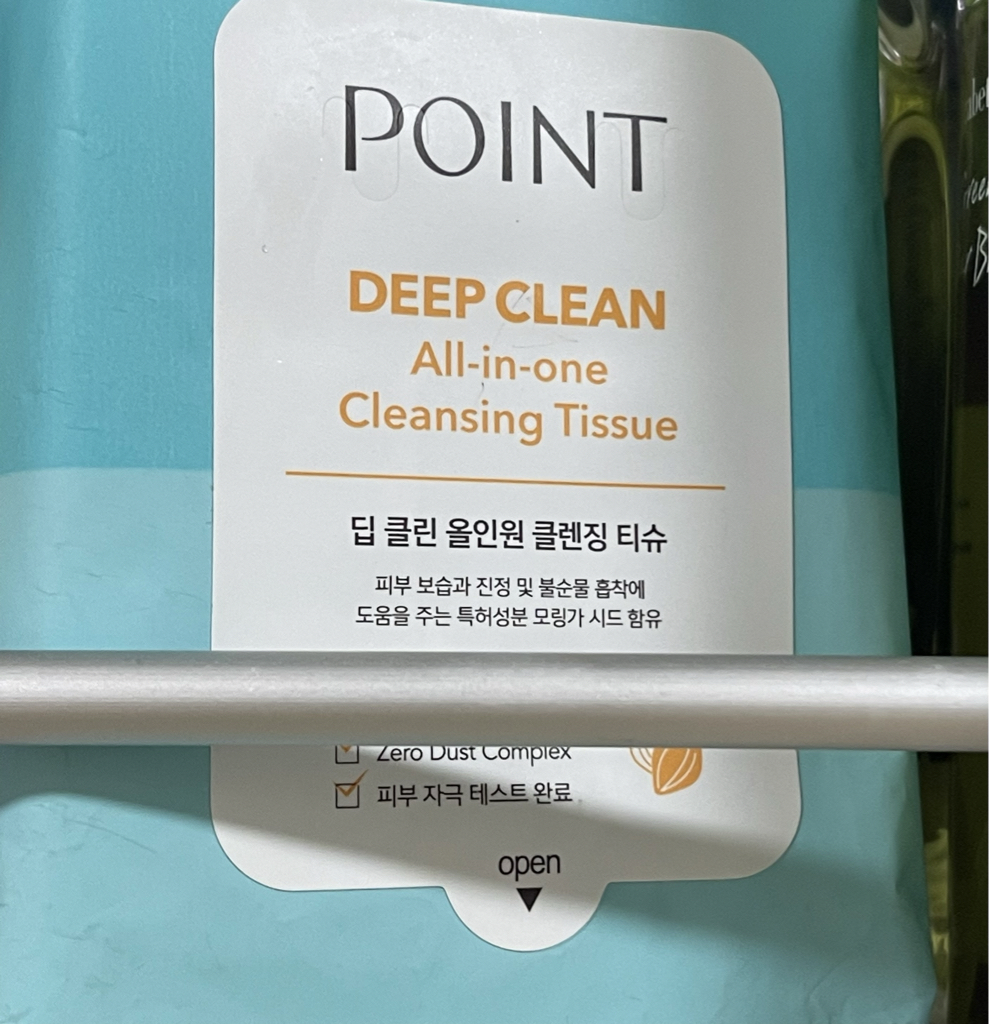 POINT
DEEP CLEAN
All-in-one
Cleansing Tissue
딥 클린 올인원 클렌징 티슈
피부 보습과 진정 및 불순물 흡착에
도움을 주는 특허성분 모링가 시드 함유
Zero Dust Complex
피부 자극 테스트 완료
open